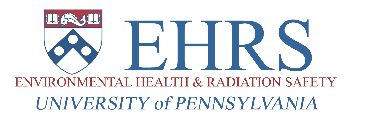 EHRS
ENVIRONMENTAL HEALTH & RADIATION SAFETY
UNIVERSITY of PENNSYLVANIA